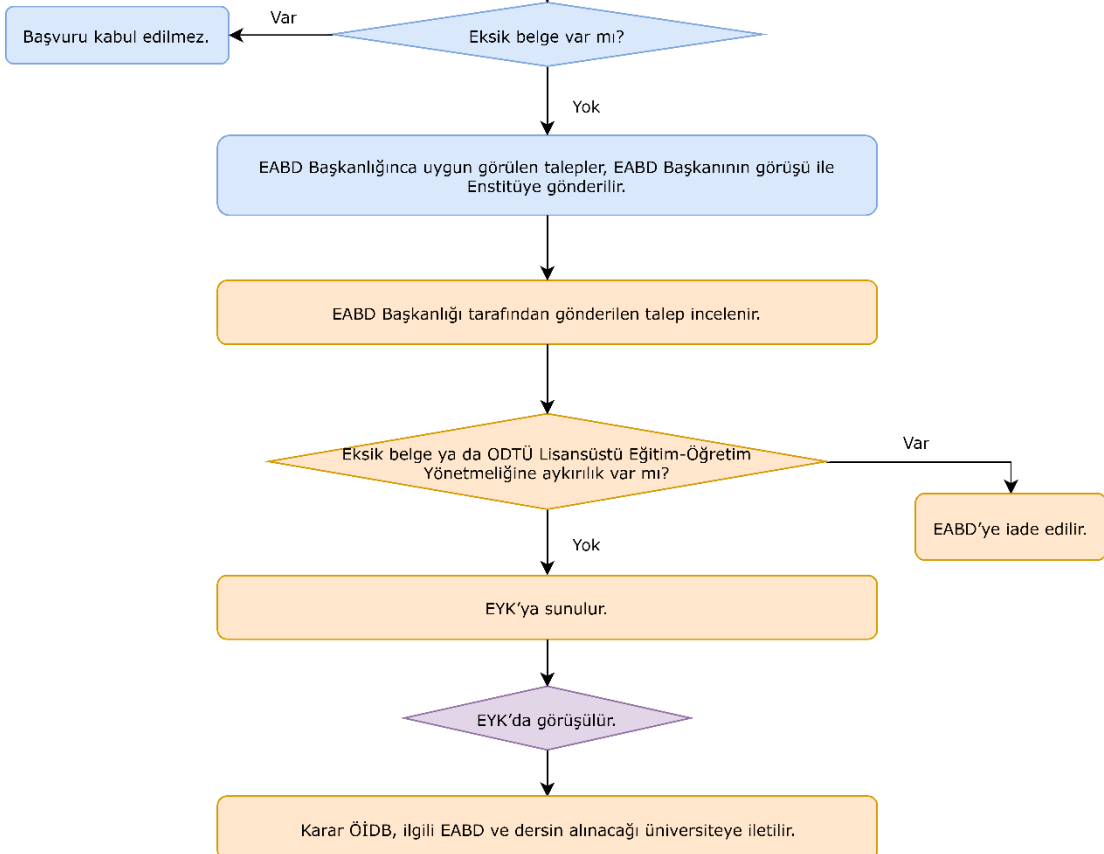 Var
Başvuru kabul edilmez.
Eksik belge var mı?
Yok
EABD Başkanlığınca uygun görülen talepler, EABD Başkanının görüşü ile
Enstitüye gönderilir.
EABD Başkanlığı tarafından gönderilen talep incelenir.
Eksik belge ya da ODTÜ Lisansüstü Eğitim-Öğretim
Yönetmeliğine aykırılık var mı?
Var
EABD’ye iade edilir.
Yok
EYK’ya sunulur.
EYK’da görüşülür.
Karar ÖİDB, ilgili EABD ve dersin alınacağı üniversiteye iletilir.